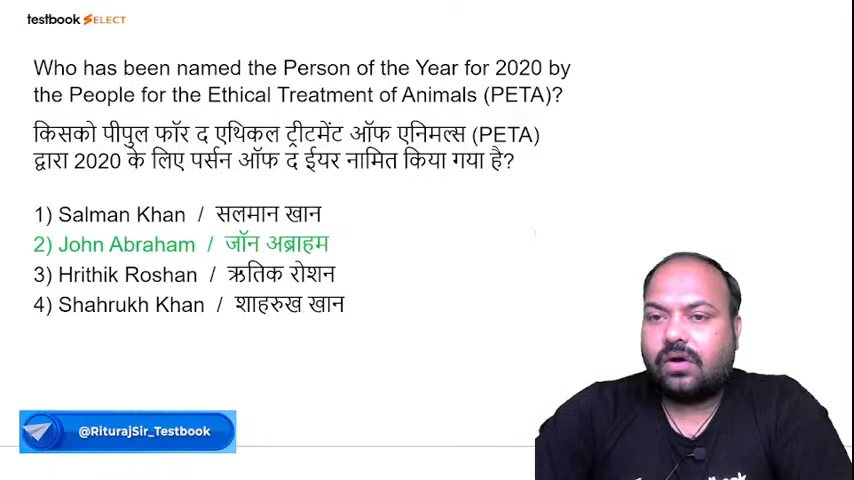 testbook SELECT
Who has been named the Person of the Year for 2020 by
the People for the Ethical Treatment of Animals (PETA)?
किसको पीपुल फॉर द एथिकल ट्रीटमेंट ऑफ एनिमल्स (PETA)
द्वारा 2020 के लिए पर्सन ऑफ द ईयर नामित किया गया है?
1) Salman Khan / सलमान खान
2) John Abraham / जॉन अब्राहम
3) Hrithik Roshan / ऋतिक रोशन
4) Shahrukh Khan / शाहरुख खान
@RiturajSir_Testbook